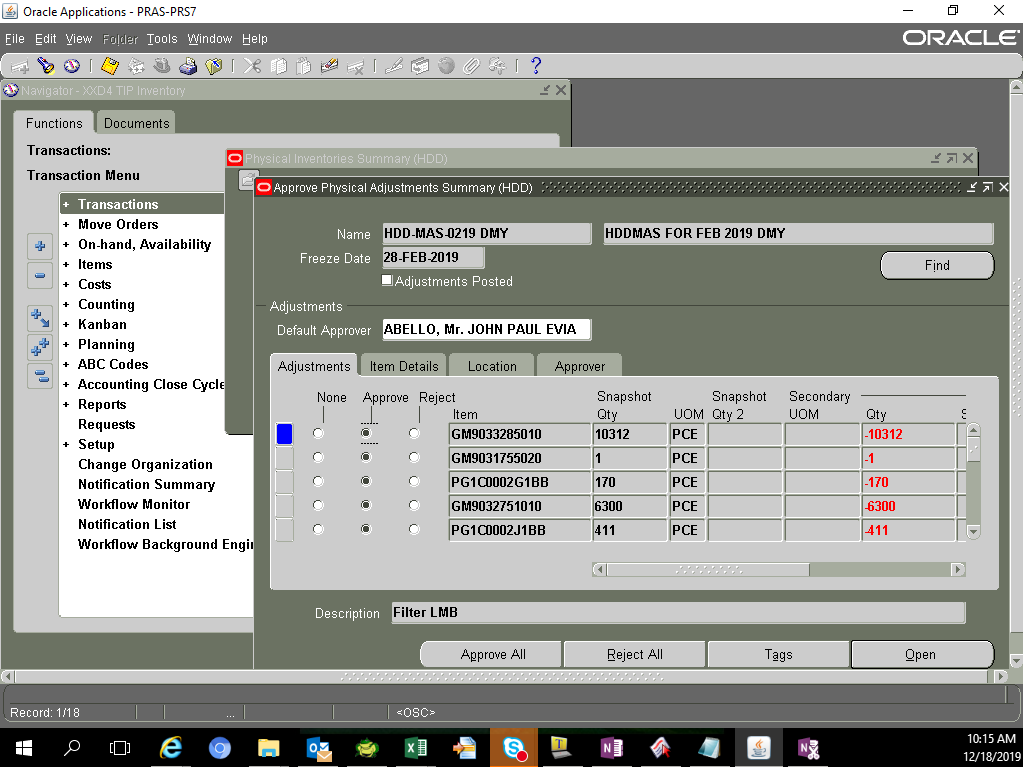 Oracle Applications - PRAS-PRS7
File Edit View Folder Tools Window Help
ORACLE
Navigator - XXD4 TIP Inventory
Functions Documents
Transactions:
Transaction Menu
+ Transactions
+ Move Orders
+ On-hand, Availability
+ Items
+ Costs
+ Counting
+ Kanban
+ Planning
+ ABC Codes
+ Accounting Close Cycle
+ Reports
Requests
+ Setup
Change Organization
Notification Summary
Workflow Monitor
Notification List
Workflow Background Engin
Physical Inventories Summary (HDD)
Approve Physical Adjustments Summary (HDD)
Name HDD-MAS-0219 DMY HDDMAS FOR FEB 2019 DMY
Freeze Date 28-FEB-2019
Find
Adjustments Posted
Adjustments
Default Approver ABELLO, Mr. JOHN PAUL EVIA
Adjustments Item Details Location Approver
None Approve Reject Snapshot Snapshot Secondary
Item Qty UOM Qty 2 UOM Qty S
GM9033285010 10312 PCE -10312
GM9031755020 1 PCE -1
PG1C0002G1BB 170 PCE -170
GM9032751010 6300 PCE -6300
PG1C0002J1BB 411 PCE -411
Description Filter LMB
Approve All Reject All Tags Open
Record: 1/18 ... <OSC>
10:15 AM
12/18/2019